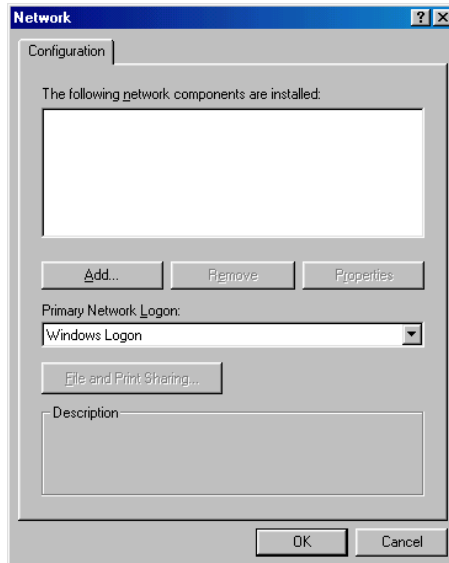 Network
Configuration
The following network components are installed:
Add... Remove Properties
Primary Network Logon:
Windows Logon
File and Print Sharing...
Description
OK Cancel